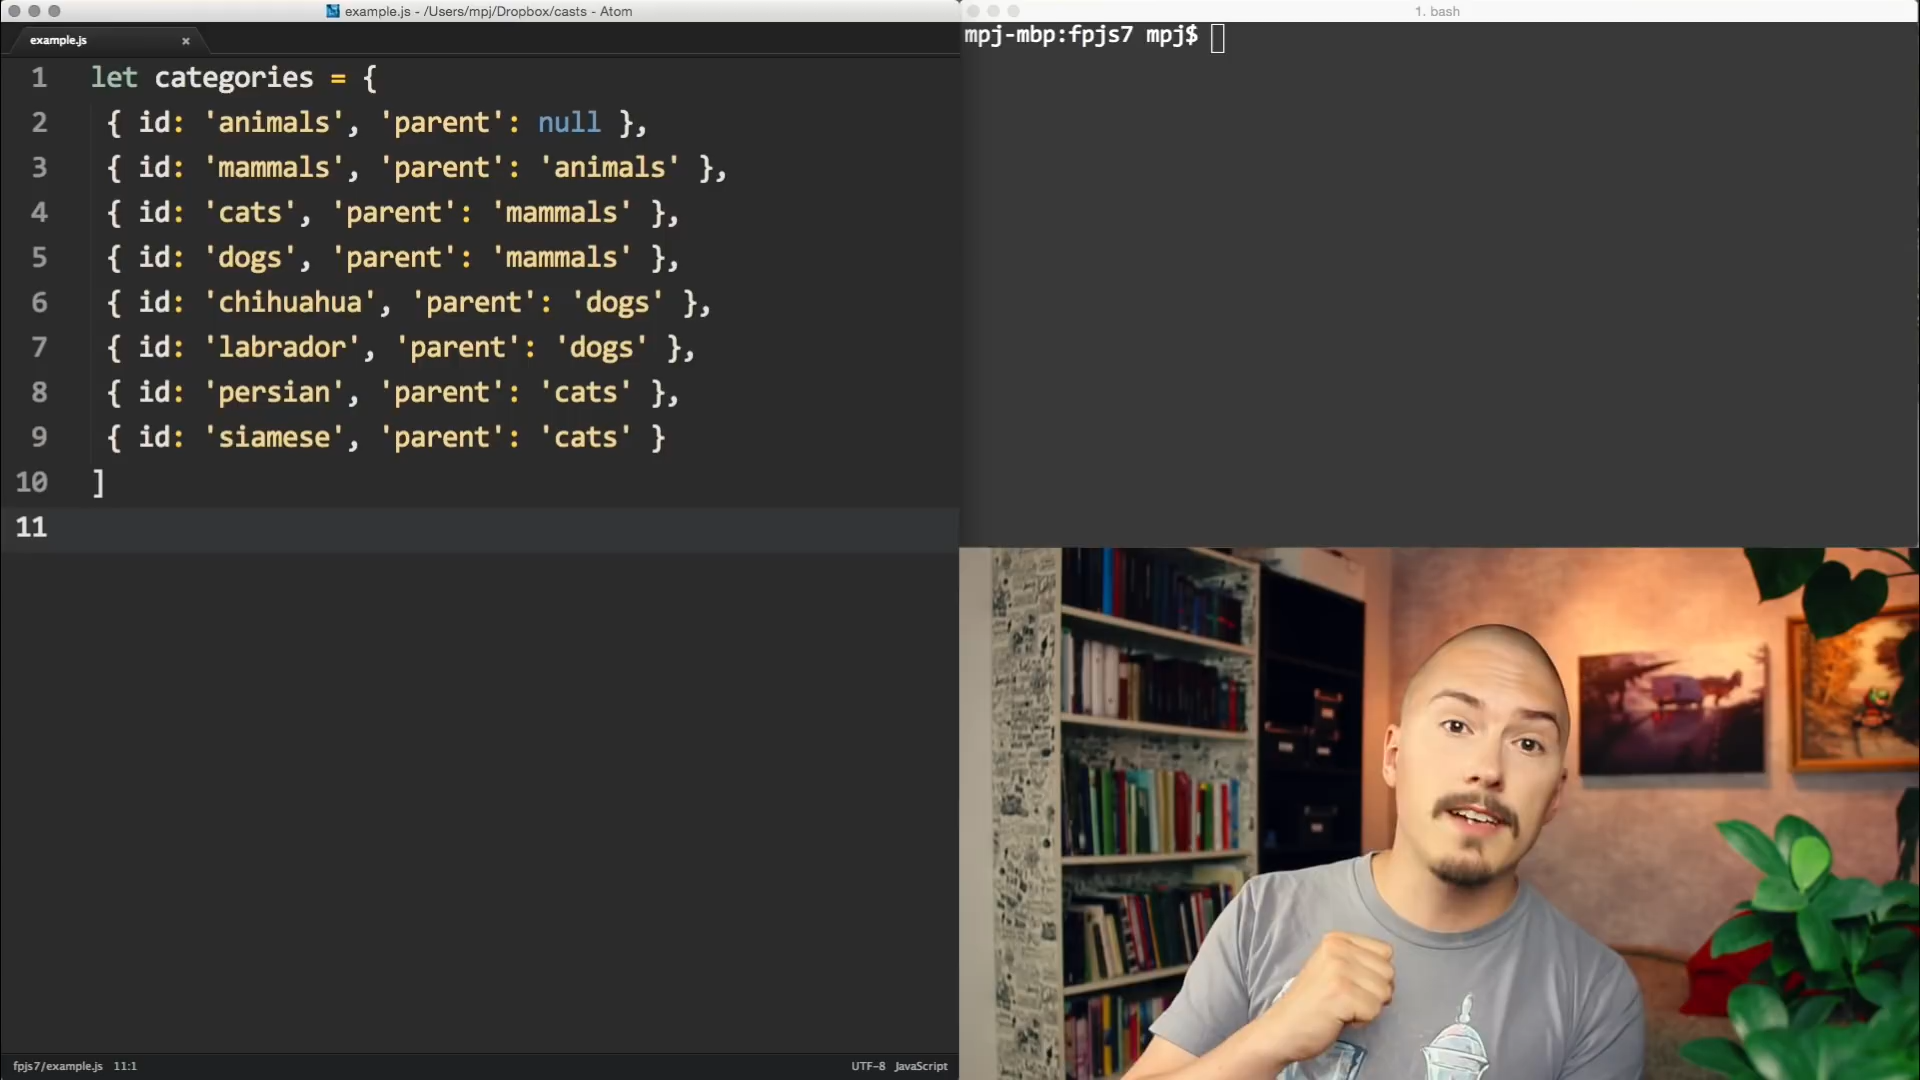 example.js - /Users/mpj/Dropbox/casts - Atom
example.js
1 let categories = {
2 { id: 'animals', 'parent': null },
3 { id: 'mammals', 'parent': 'animals' },
4 { id: 'cats', 'parent': 'mammals' },
5 { id: 'dogs', 'parent': 'mammals' },
6 { id: 'chihuahua', 'parent': 'dogs' },
7 { id: 'labrador', 'parent': 'dogs' },
8 { id: 'persian', 'parent': 'cats' },
9 { id: 'siamese', 'parent': 'cats' }
10 ]
11
fpjs7/example.js 11:1
UTF-8 JavaScript
1. bash
mpj-mbp:fpjs7 mpj$